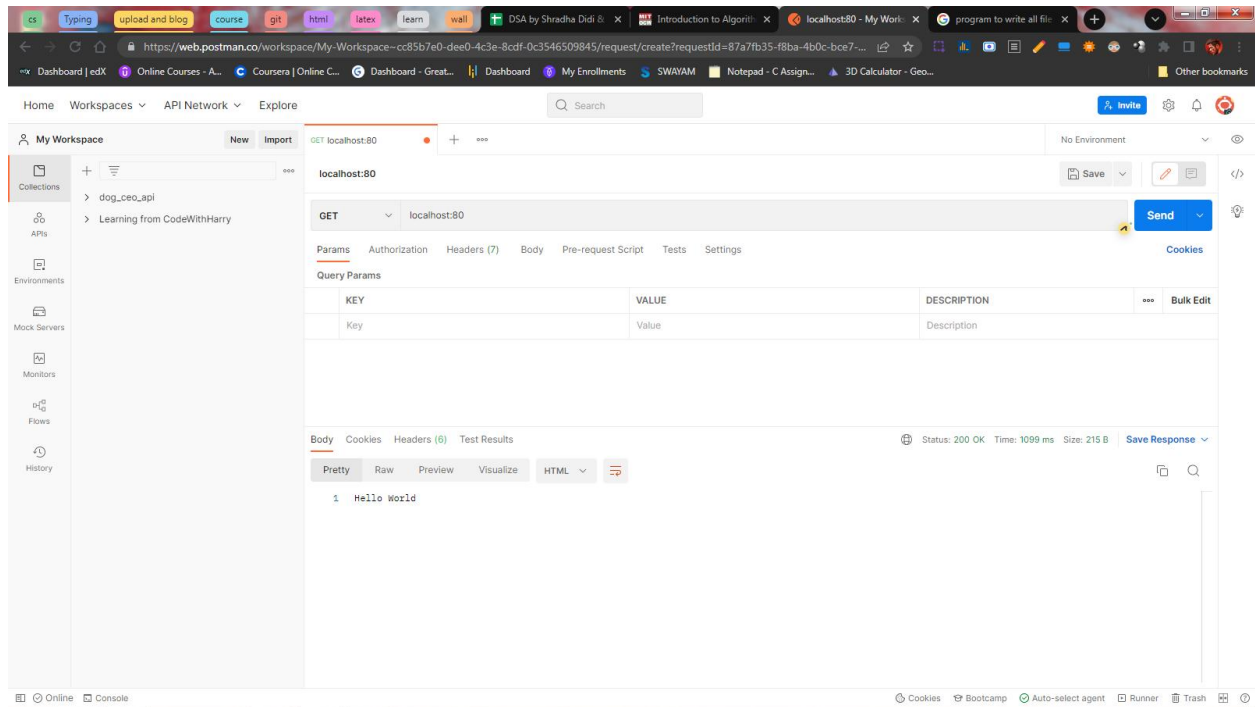 cs Typing upload and blog course git html latex learn wall DSA by Shradha Didi & Introduction to Algorith localhost:80 - My Works program to write all file
https://web.postman.co/workspace/My-Workspace~cc85b7e0-dee0-4c3e-8cdf-0c3546509845/request/create?requestId=87a7fb35-f8ba-4b0c-bce7-...
Dashboard | edX Online Courses - A... Coursera | Online C... Dashboard - Great... Dashboard My Enrollments SWAYAM Notepad - C Assign... 3D Calculator - Geo... Other bookmarks
Home Workspaces API Network Explore Search Invite
My Workspace New Import GET localhost:80 No Environment
Collections
APIs
Environments
Mock Servers
Monitors
Flows
History
dog_ceo_api
Learning from CodeWithHarry
localhost:80 Save
GET localhost:80 Send
Params Authorization Headers (7) Body Pre-request Script Tests Settings Cookies
Query Params
KEY VALUE DESCRIPTION Bulk Edit
Key Value Description
Body Cookies Headers (6) Test Results Status: 200 OK Time: 1099 ms Size: 215 B Save Response
Pretty Raw Preview Visualize HTML
1 Hello World
Online Console Cookies Bootcamp Auto-select agent Runner Trash